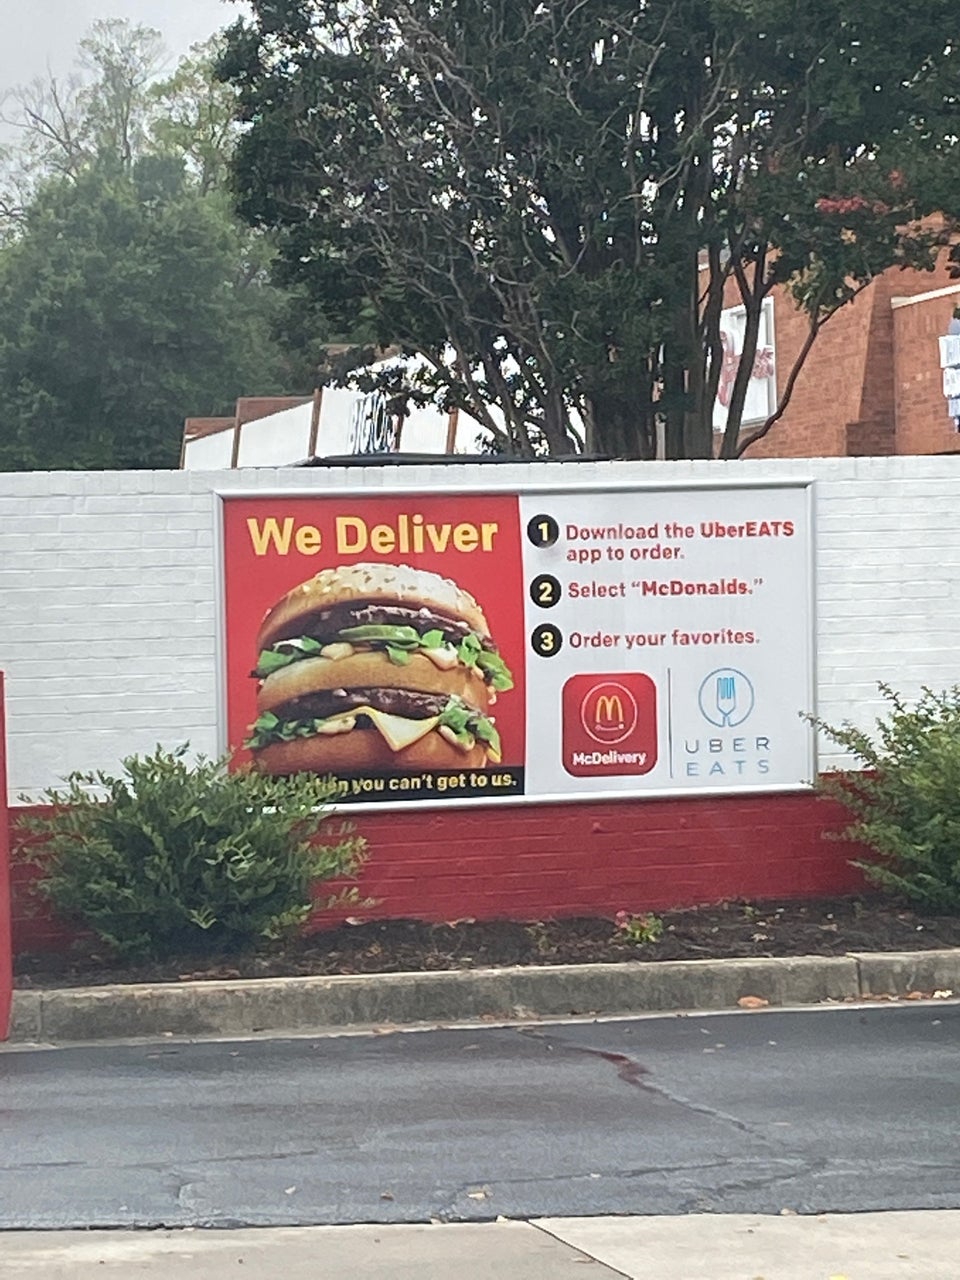 We Deliver
you can't get to us.
1 Download the UberEATS
app to order.
2 Select “McDonalds.”
3 Order your favorites.
McDelivery
UBER
EATS